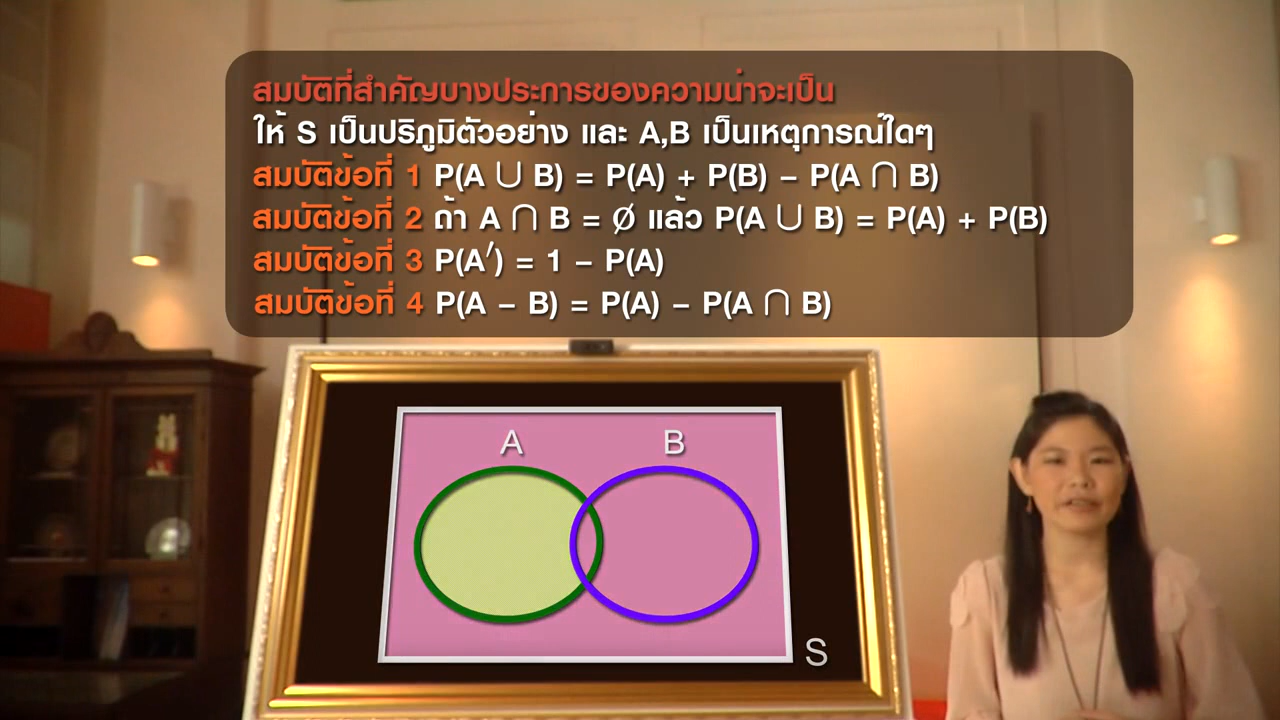 สมบัติที่สำคัญบางประการของความน่าจะเป็น
ให้ S เป็นปริภูมิตัวอย่าง และ A,B เป็นเหตุการณ์ใดๆ
สมบัติข้อที่ 1 P(A ∪ B) = P(A) + P(B) – P(A ∩ B)
สมบัติข้อที่ 2 ถ้า A ∩ B = Ø แล้ว P(A ∪ B) = P(A) + P(B)
สมบัติข้อที่ 3 P(A′) = 1 – P(A)
สมบัติข้อที่ 4 P(A – B) = P(A) – P(A ∩ B)
A B
S